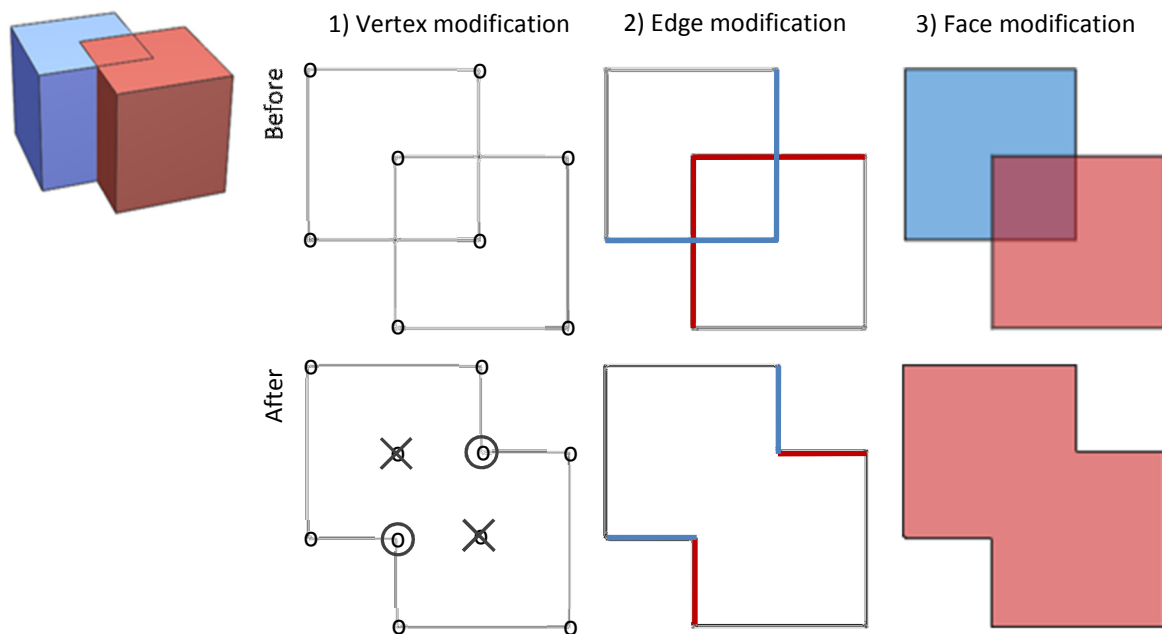 1) Vertex modification
2) Edge modification
3) Face modification
Before
After